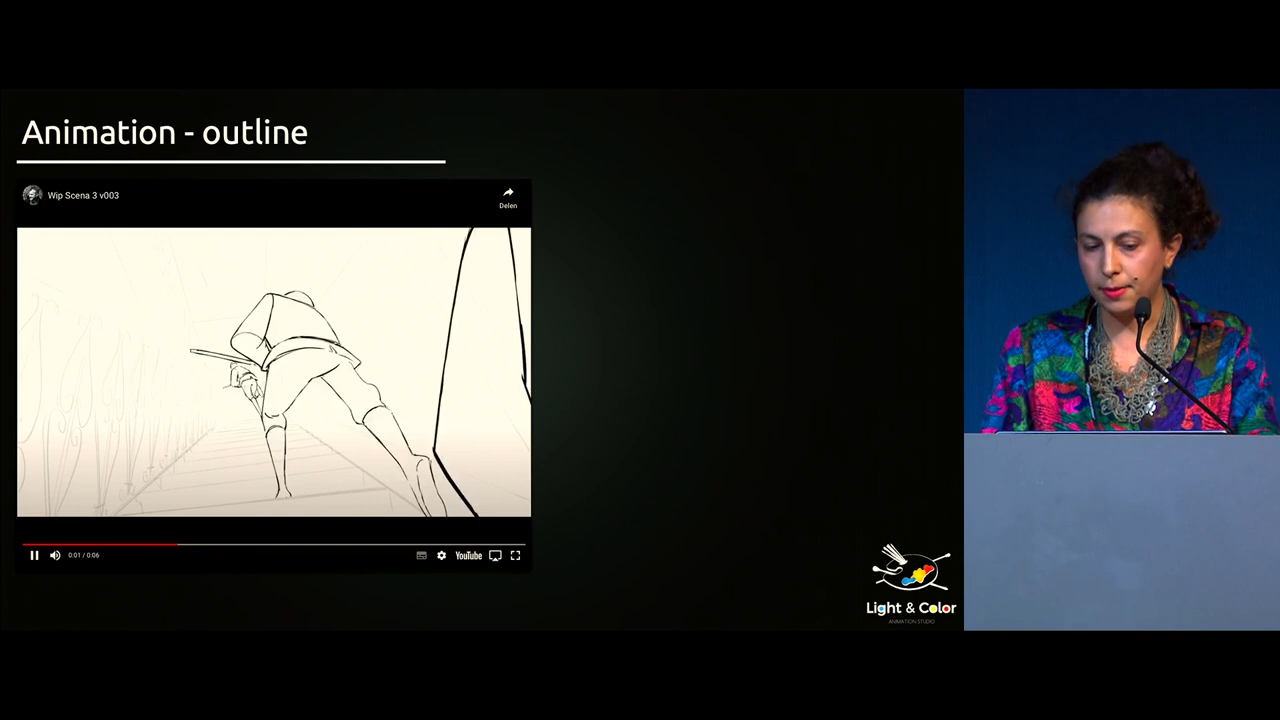 Animation - outline
Wip Scena 3 v003
Delen
0:01 / 0:06
YouTube
Light & Color
ANIMATION STUDIO